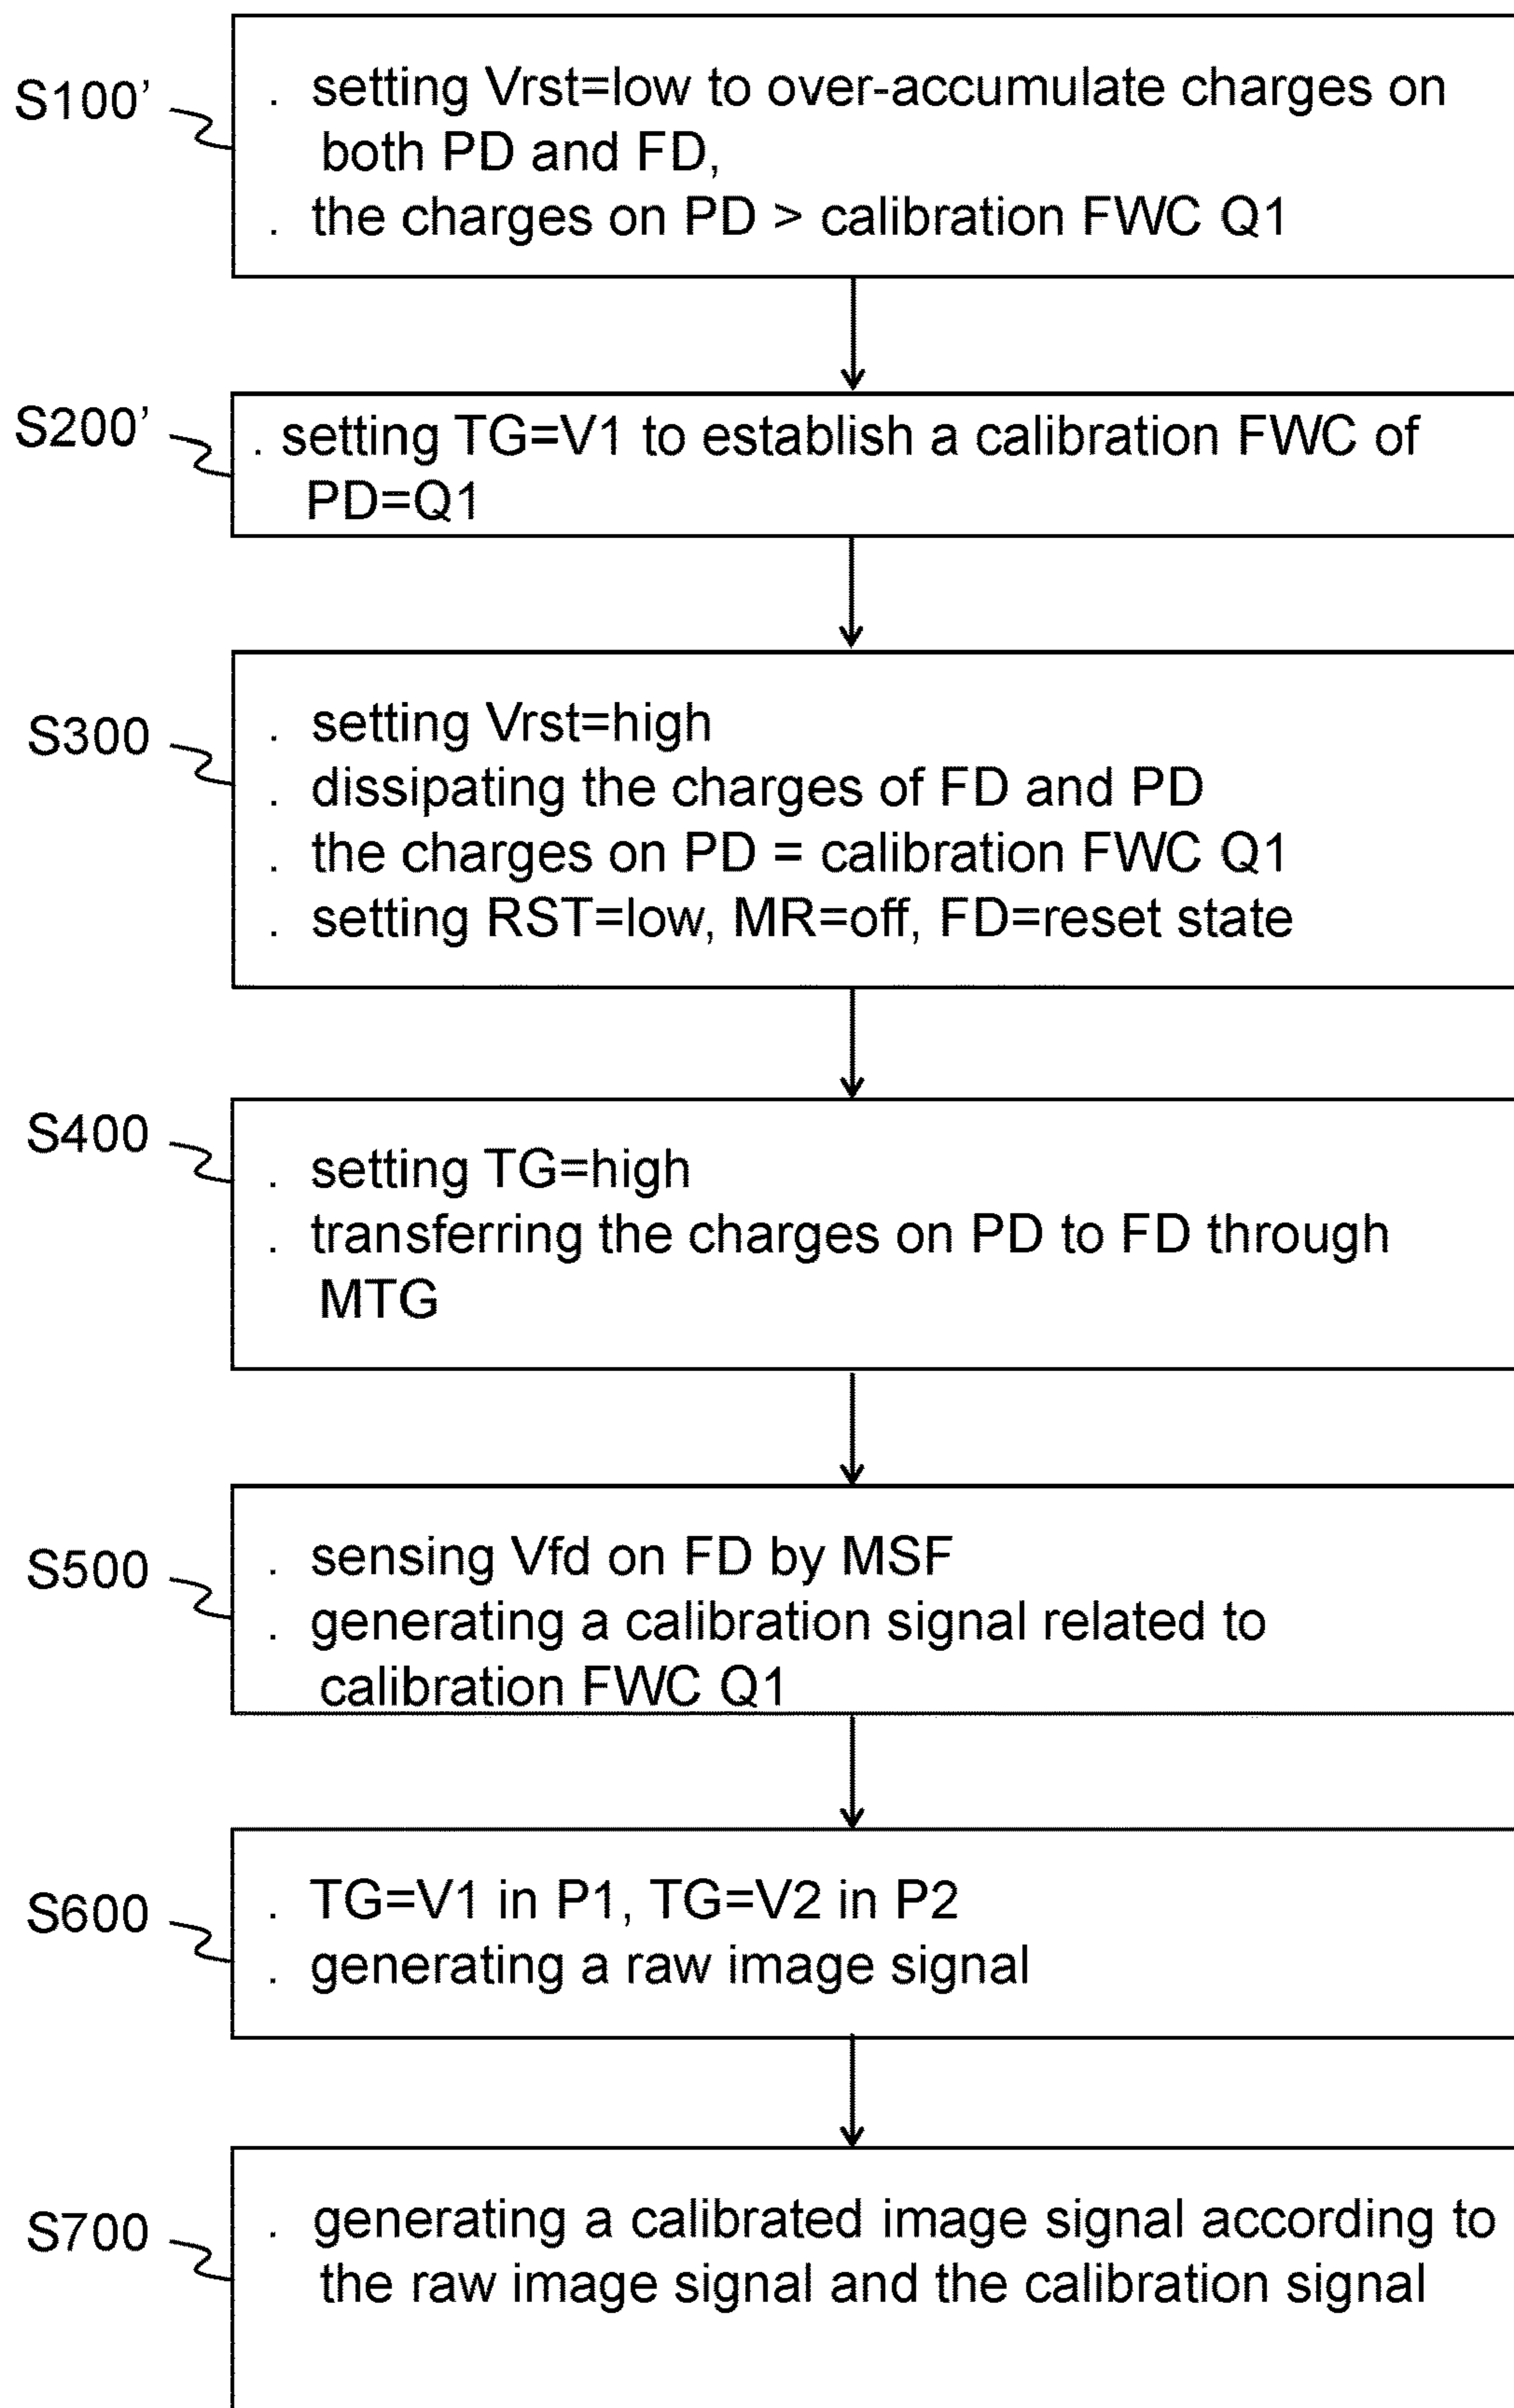 S100’
. setting Vrst=low to over-accumulate charges on
both PD and FD,
. the charges on PD > calibration FWC Q1
S200’
. setting TG=V1 to establish a calibration FWC of
PD=Q1
S300
. setting Vrst=high
. dissipating the charges of FD and PD
. the charges on PD = calibration FWC Q1
. setting RST=low, MR=off, FD=reset state
S400
. setting TG=high
. transferring the charges on PD to FD through
MTG
S500
. sensing Vfd on FD by MSF
. generating a calibration signal related to
calibration FWC Q1
S600
. TG=V1 in P1, TG=V2 in P2
. generating a raw image signal
S700
. generating a calibrated image signal according to
the raw image signal and the calibration signal